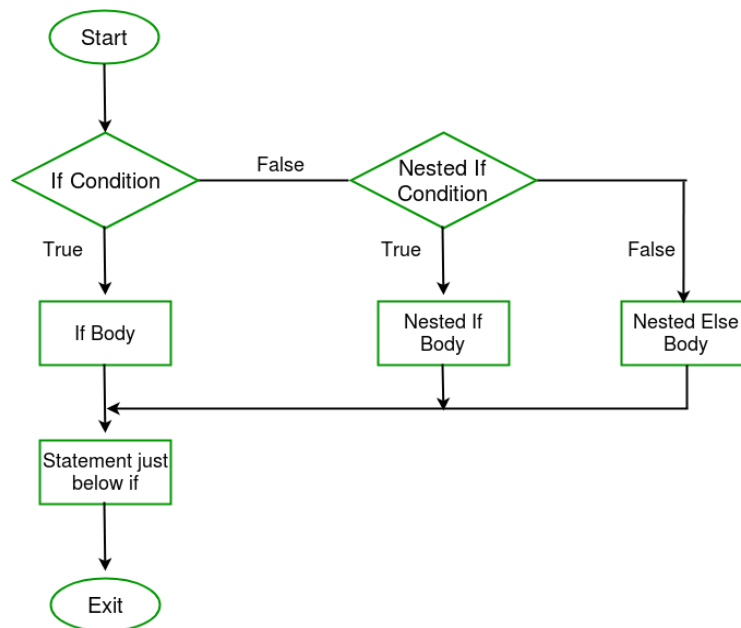 Start
If Condition
False
Nested If
Condition
True
True
False
If Body
Nested If
Body
Nested Else
Body
Statement just
below if
Exit